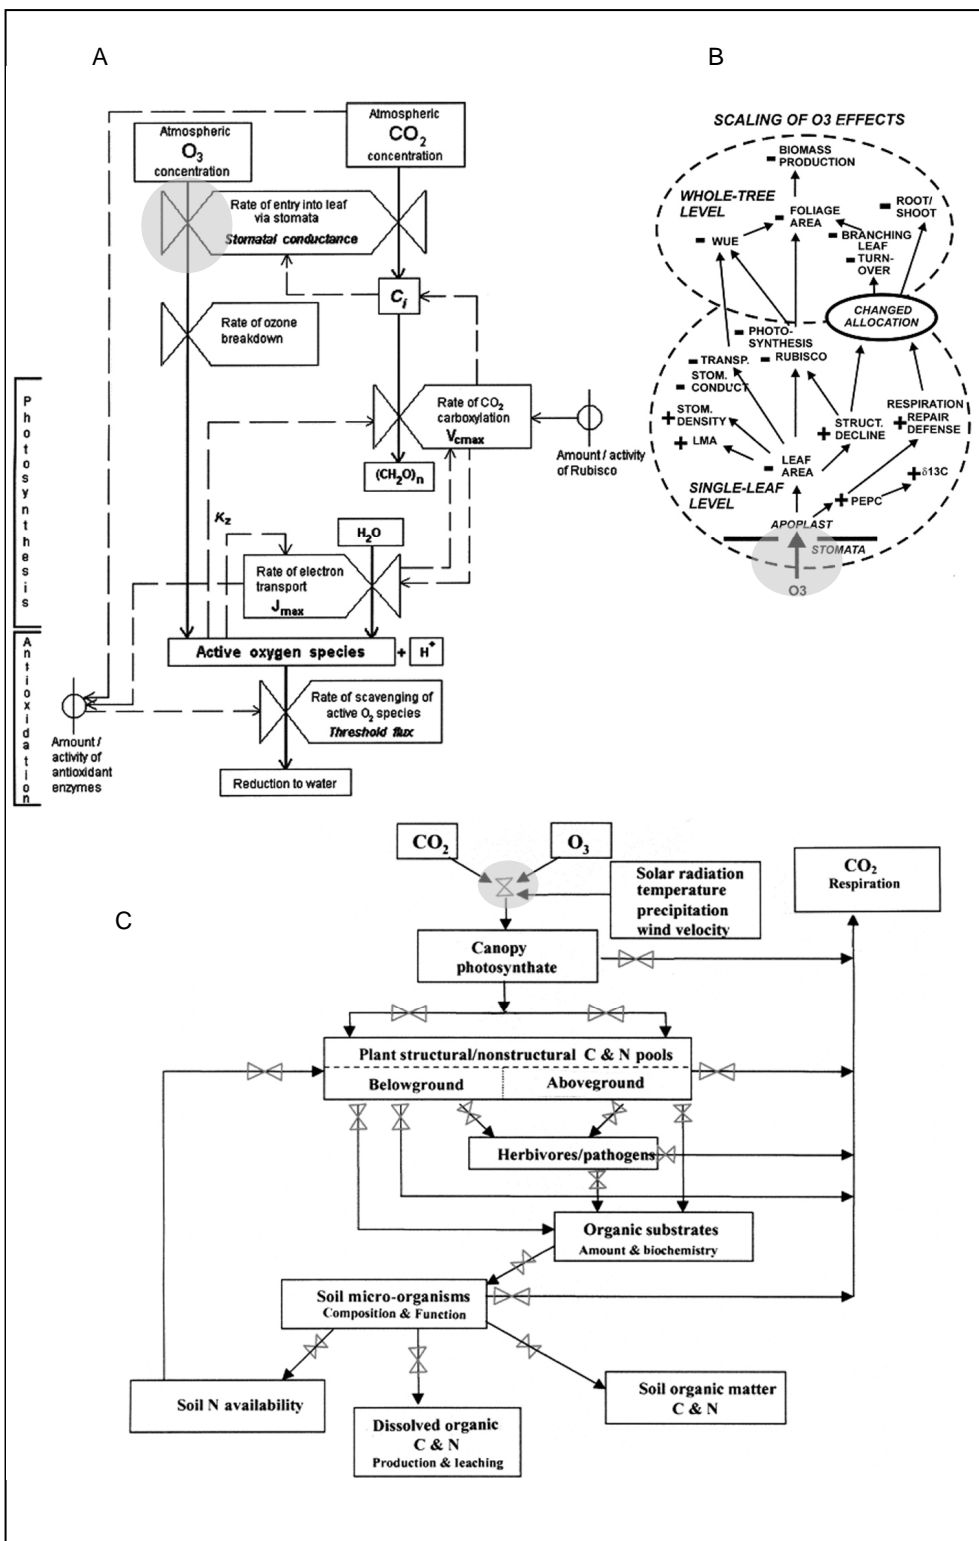 A
Atmospheric
O3
concentration
Atmospheric
CO2
concentration
Rate of entry into leaf
via stomata
Stomatal conductance
Ci
Rate of ozone
breakdown
Rate of CO2
carboxylation
Vcmax
Amount / activity
of Rubisco
(CH2O)n
Kz
H2O
Rate of electron
transport
Jmax
Active oxygen species
+
H+
Rate of scavenging of
active O2 species
Threshold flux
Reduction to water
Amount /
activity of
antioxidant
enzymes
Photosynthesis
Antioxidation
B
SCALING OF O3 EFFECTS
- BIOMASS
PRODUCTION
WHOLE-TREE
LEVEL
- FOLIAGE
AREA
- ROOT/
SHOOT
- WUE
- BRANCHING
LEAF
- TURN-
OVER
CHANGED
ALLOCATION
- PHOTO-
SYNTHESIS
- RUBISCO
- TRANSP.
STOM.
- CONDUCT
+ STOM.
DENSITY
+ LMA
STRUCT.
+ DECLINE
RESPIRATION
+ REPAIR
DEFENSE
LEAF
- AREA
+ δ13C
SINGLE-LEAF
LEVEL
+ PEPC
APOPLAST
STOMATA
O3
C
CO2
O3
Solar radiation
temperature
precipitation
wind velocity
CO2
Respiration
Canopy
photosynthate
Plant structural/nonstructural C & N pools
Belowground
Aboveground
Herbivores/pathogens
Organic substrates
Amount & biochemistry
Soil micro-organisms
Composition & Function
Soil N availability
Dissolved organic
C & N
Production & leaching
Soil organic matter
C & N